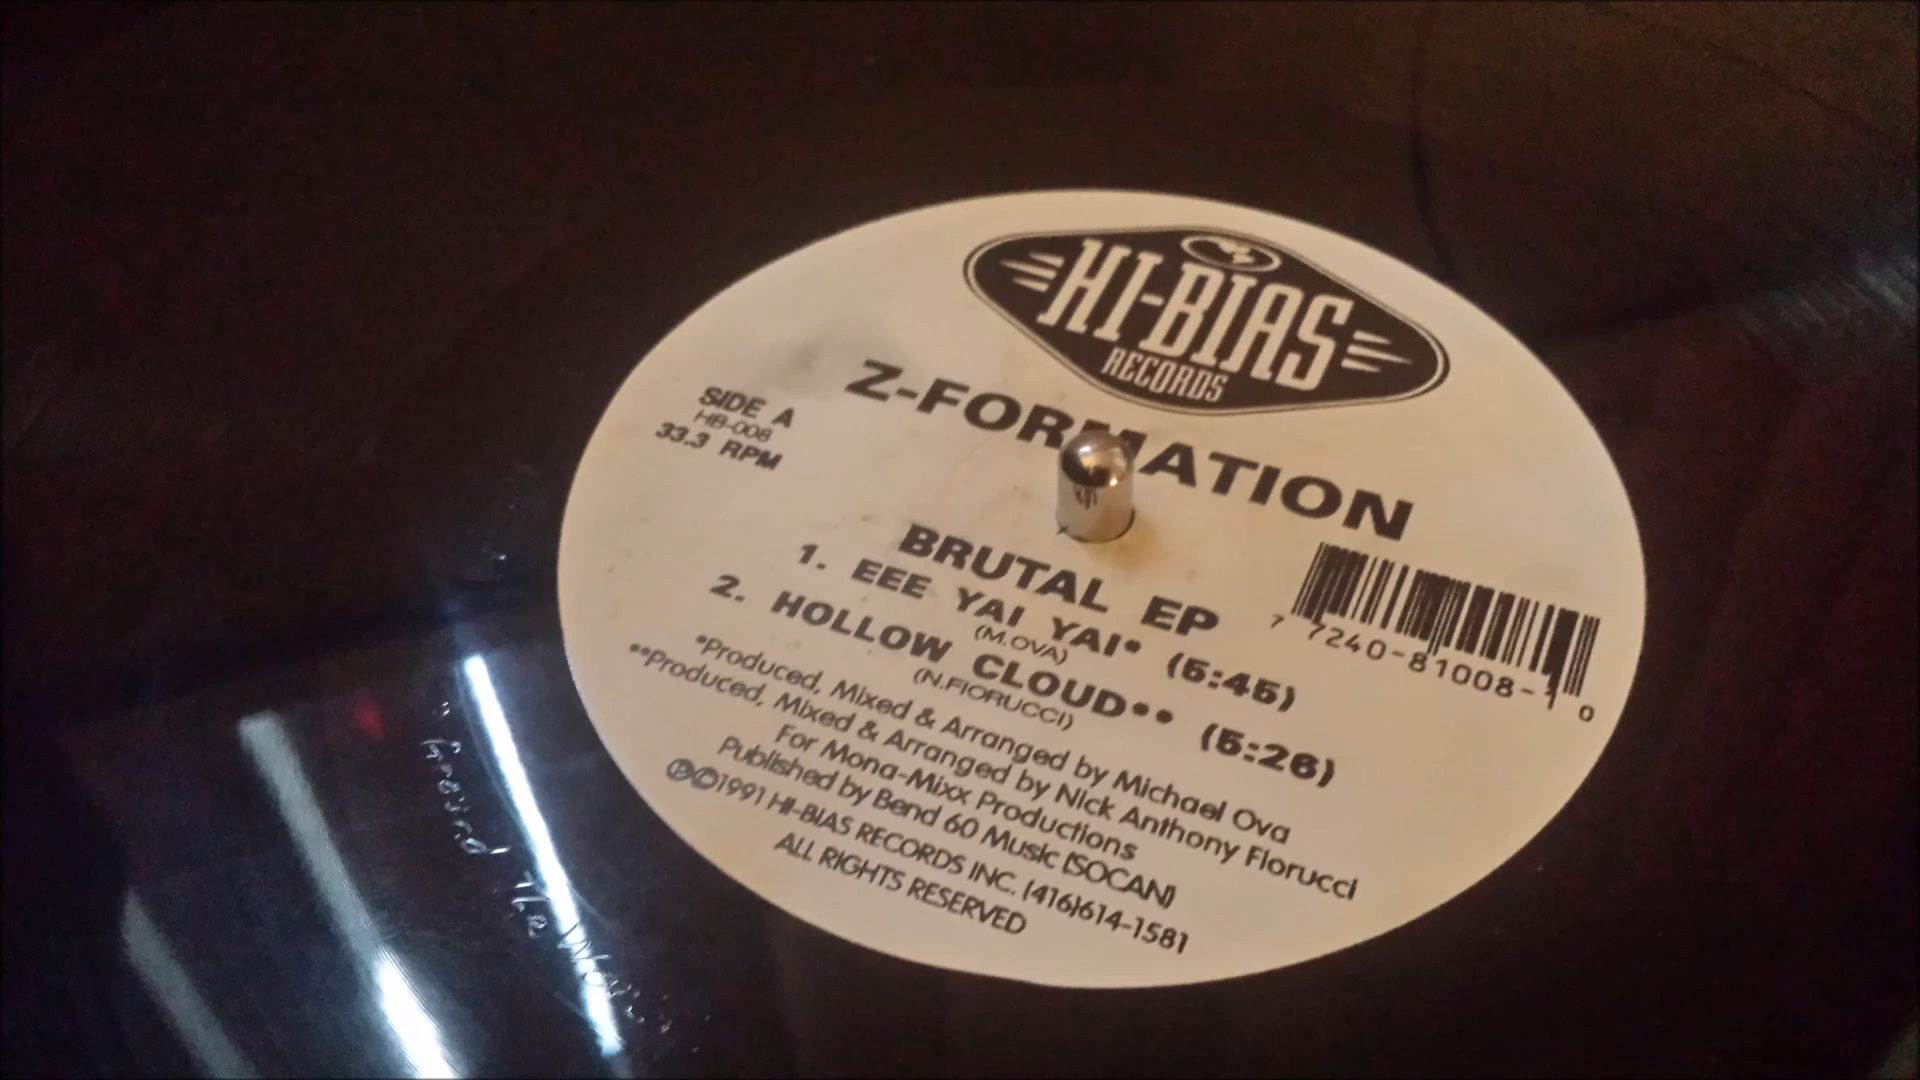 HI-BIAS
RECORDS
Z-FORMATION
SIDE A
HB-008
33.3 RPM
BRUTAL EP
1. EEE YAI YAI* (5:45)
(M.OVA)
2. HOLLOW CLOUD** (5:26)
(N.FIORUCCI)
*Produced, Mixed & Arranged by Michael Ova
**Produced, Mixed & Arranged by Nick Anthony Fiorucci
For Mona-Mixx Productions
Published by Bend 60 Music (SOCAN)
℗©1991 HI-BIAS RECORDS INC. (416)614-1581
ALL RIGHTS RESERVED
7 7240-81008-1 0
The